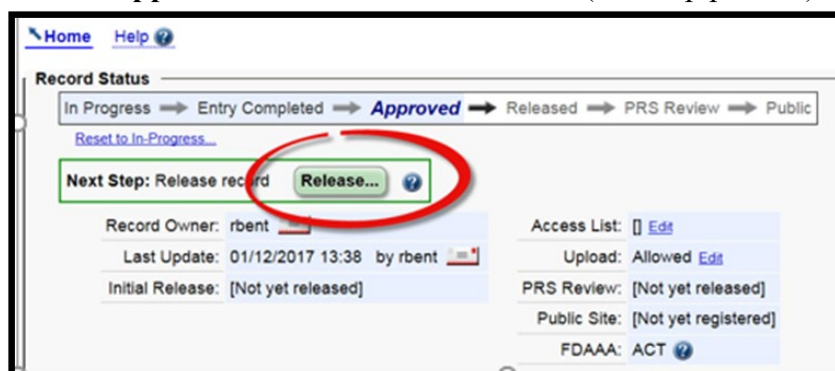 Home Help
Record Status
In Progress Entry Completed Approved Released PRS Review Public
Reset to In-Progress...
Next Step: Release record Release...
Record Owner: rbent
Access List: [] Edit
Last Update: 01/12/2017 13:38 by rbent
Upload: Allowed Edit
Initial Release: [Not yet released]
PRS Review: [Not yet released]
Public Site: [Not yet registered]
FDAAA: ACT